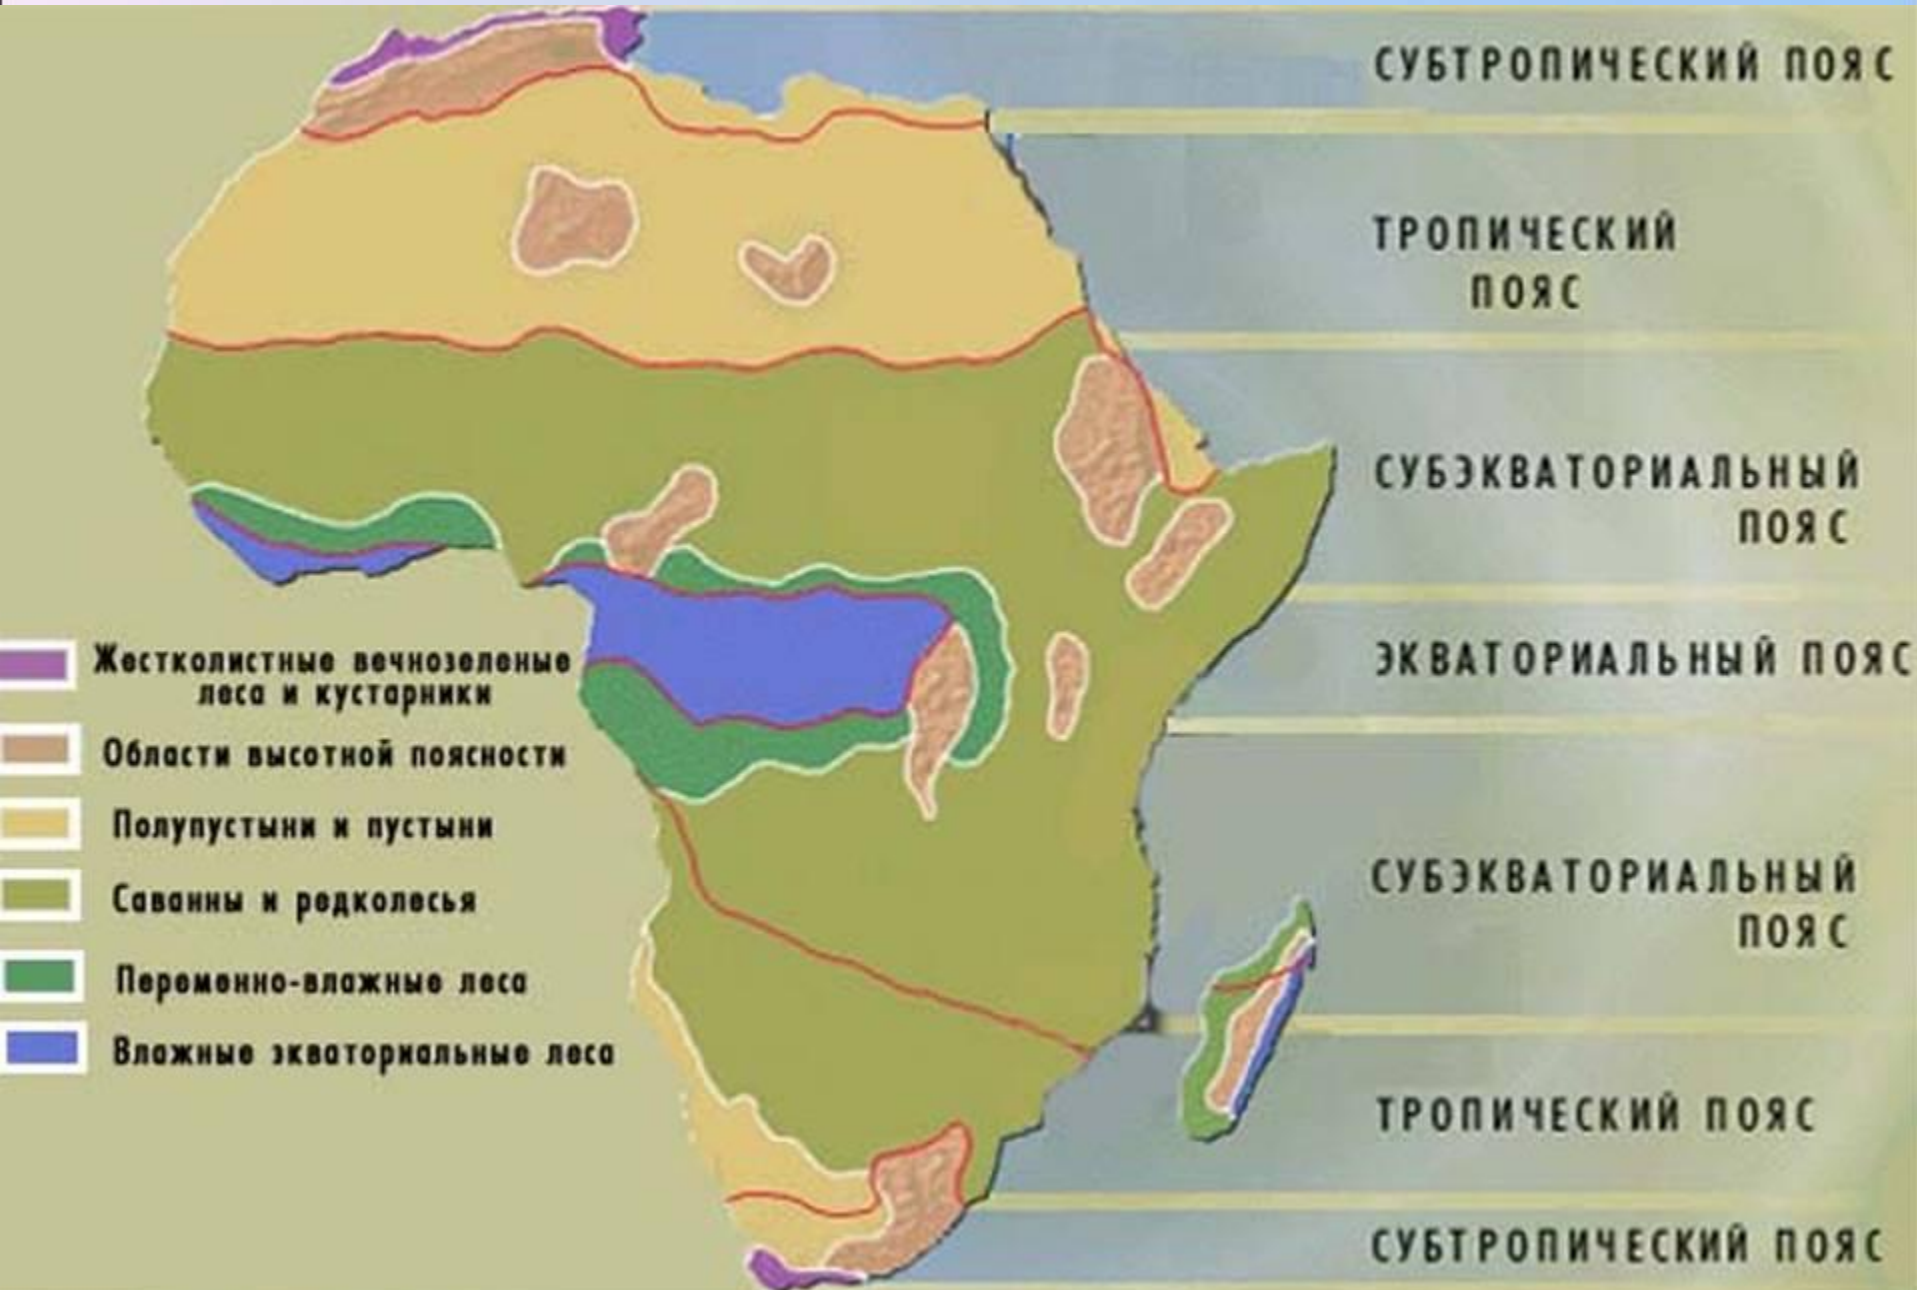 СУБТРОПИЧЕСКИЙ ПОЯС
ТРОПИЧЕСКИЙ
ПОЯС
СУБЭКВАТОРИАЛЬНЫЙ
ПОЯС
ЭКВАТОРИАЛЬНЫЙ ПОЯС
СУБЭКВАТОРИАЛЬНЫЙ
ПОЯС
ТРОПИЧЕСКИЙ ПОЯС
СУБТРОПИЧЕСКИЙ ПОЯС
Жестколистные вечнозеленые
леса и кустарники
Области высотной поясности
Полупустыни и пустыни
Саванны и редколесья
Переменно-влажные леса
Влажные экваториальные леса